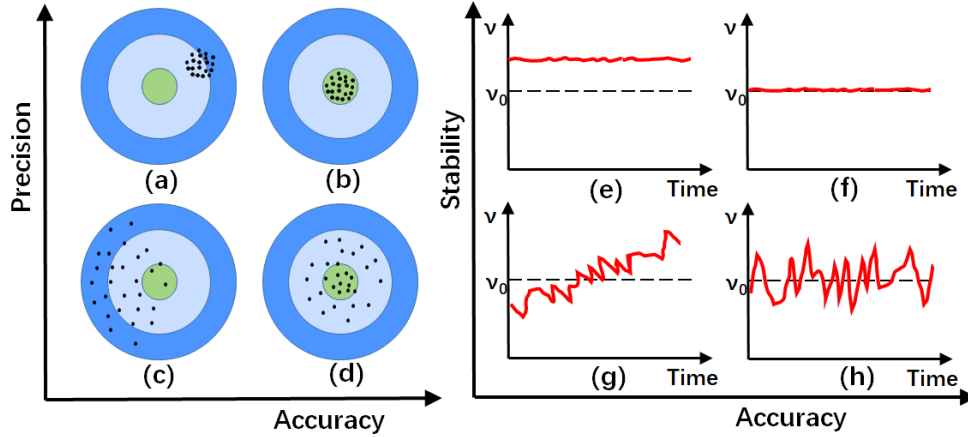 Precision
(a)
(b)
(c)
(d)
Accuracy
Stability
ν
ν₀
Time
(e)
ν
ν₀
Time
(f)
ν
ν₀
Time
(g)
ν
ν₀
Time
(h)
Accuracy